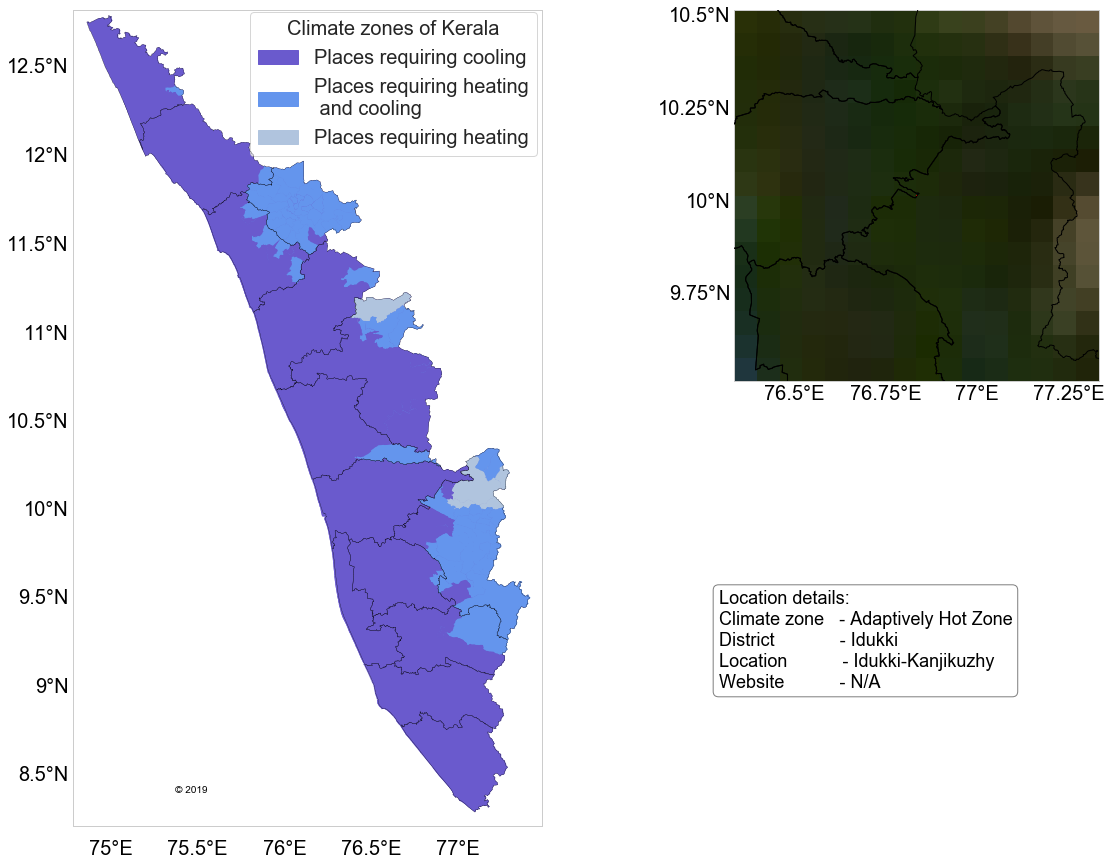 Climate zones of Kerala
Places requiring cooling
Places requiring heating
and cooling
Places requiring heating
12.5°N
12°N
11.5°N
11°N
10.5°N
10°N
9.5°N
9°N
8.5°N
© 2019
75°E 75.5°E 76°E 76.5°E 77°E
10.5°N
10.25°N
10°N
9.75°N
76.5°E 76.75°E 77°E 77.25°E
Location details:
Climate zone - Adaptively Hot Zone
District - Idukki
Location - Idukki-Kanjikuzhy
Website - N/A